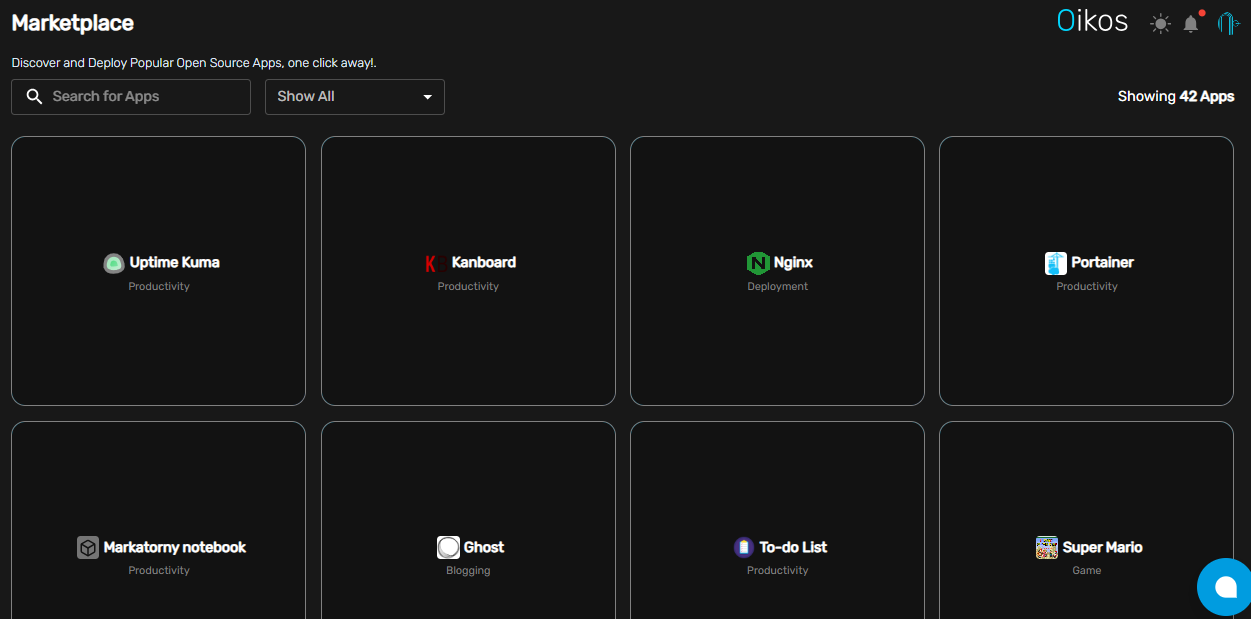 Marketplace
Oikos
Discover and Deploy Popular Open Source Apps, one click away!.
Search for Apps
Show All
Showing 42 Apps
Uptime Kuma
Productivity
Kanboard
Productivity
Nginx
Deployment
Portainer
Productivity
Markatorny notebook
Productivity
Ghost
Blogging
To-do List
Productivity
Super Mario
Game